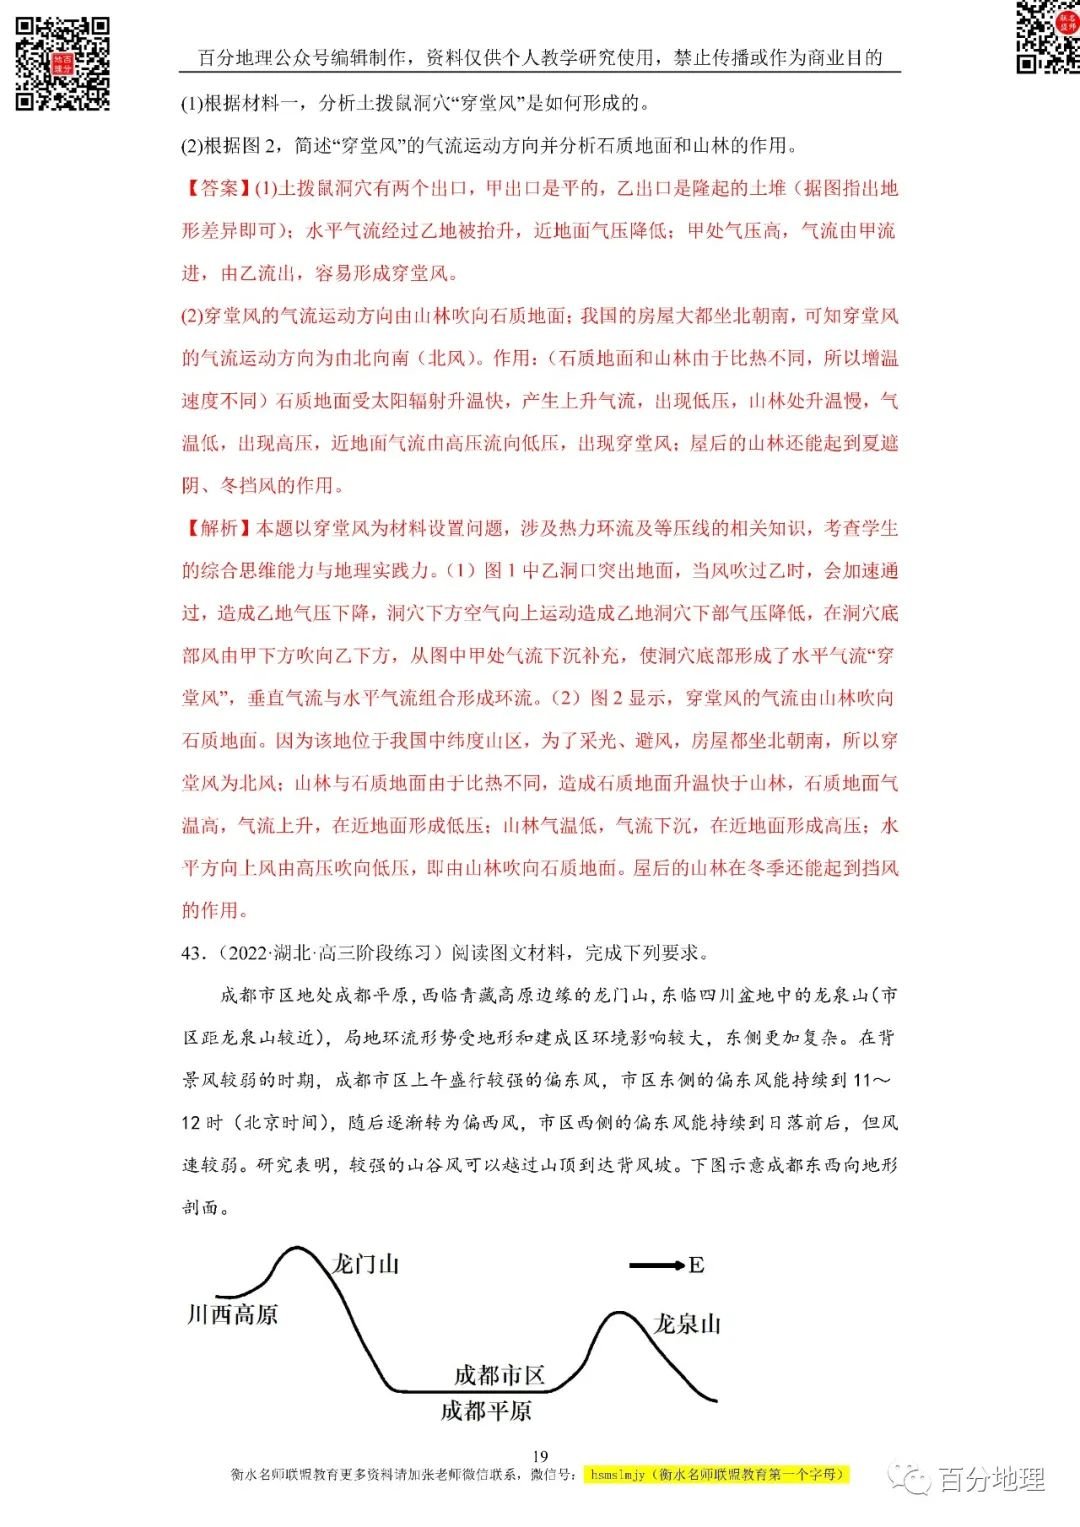 百分地理公众号编辑制作，资料仅供个人教学研究使用，禁止传播或作为商业目的
(1)根据材料一，分析土拨鼠洞穴“穿堂风”是如何形成的。
(2)根据图 2，简述“穿堂风”的气流运动方向并分析石质地面和山林的作用。
【答案】(1)土拨鼠洞穴有两个出口，甲出口是平的，乙出口是隆起的土堆（据图指出地
形差异即可）；水平气流经过乙地被抬升，近地面气压降低；甲处气压高，气流由甲流
进，由乙流出，容易形成穿堂风。
(2)穿堂风的气流运动方向由山林吹向石质地面；我国的房屋大都坐北朝南，可知穿堂风
的气流运动方向为由北向南（北风）。作用：（石质地面和山林由于比热不同，所以增温
速度不同）石质地面受太阳辐射升温快，产生上升气流，出现低压，山林处升温慢，气
温低，出现高压，近地面气流由高压流向低压，出现穿堂风；屋后的山林还能起到夏遮
阴、冬挡风的作用。
【解析】本题以穿堂风为材料设置问题，涉及热力环流及等压线的相关知识，考查学生
的综合思维能力与地理实践力。（1）图 1 中乙洞口突出地面，当风吹过乙时，会加速通
过，造成乙地气压下降，洞穴下方空气向上运动造成乙地洞穴下部气压降低，在洞穴底
部风由甲下方吹向乙下方，从图中甲处气流下沉补充，使洞穴底部形成了水平气流“穿
堂风”，垂直气流与水平气流组合形成环流。（2）图 2 显示，穿堂风的气流由山林吹向
石质地面。因为该地位于我国中纬度山区，为了采光、避风，房屋都坐北朝南，所以穿
堂风为北风；山林与石质地面由于比热不同，造成石质地面升温快于山林，石质地面气
温高，气流上升，在近地面形成低压；山林气温低，气流下沉，在近地面形成高压；水
平方向上风由高压吹向低压，即由山林吹向石质地面。屋后的山林在冬季还能起到挡风
的作用。
43．（2022·湖北·高三阶段练习）阅读图文材料，完成下列要求。
成都市区地处成都平原，西临青藏高原边缘的龙门山，东临四川盆地中的龙泉山（市
区距龙泉山较近），局地环流形势受地形和建成区环境影响较大，东侧更加复杂。在背
景风较弱的时期，成都市区上午盛行较强的偏东风，市区东侧的偏东风能持续到 11～
12 时（北京时间），随后逐渐转为偏西风，市区西侧的偏东风能持续到日落前后，但风
速较弱。研究表明，较强的山谷风可以越过山顶到达背风坡。下图示意成都东西向地形
剖面。
龙门山
E
川西高原
龙泉山
成都市区
成都平原
19
衡水名师联盟教育更多资料请加张老师微信联系，微信号： hsmslmjy（衡水名师联盟教育第一个字母）
百分地理